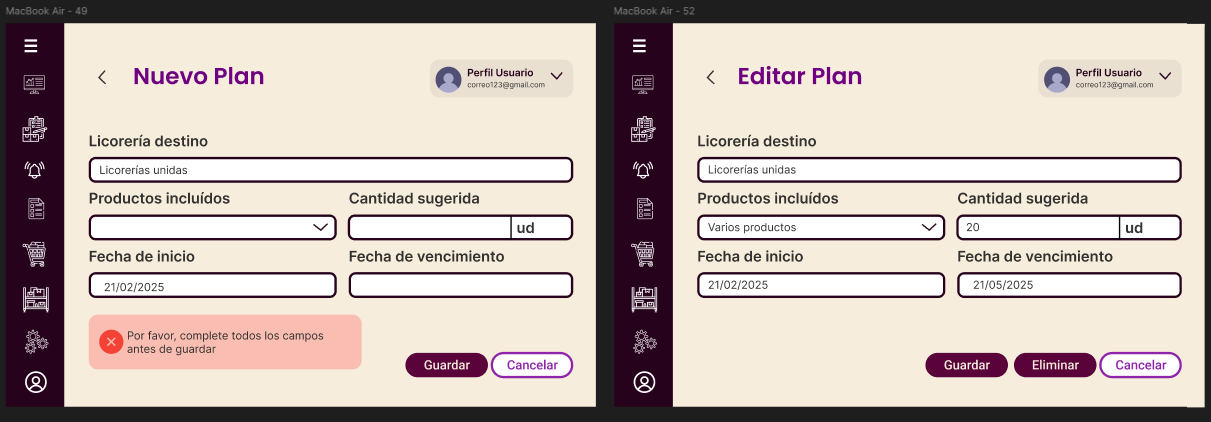 MacBook Air - 49
Nuevo Plan
Perfil Usuario
correo123@gmail.com
Licorería destino
Licorerías unidas
Productos incluídos
Cantidad sugerida
ud
Fecha de inicio
Fecha de vencimiento
21/02/2025
Por favor, complete todos los campos
antes de guardar
Guardar
Cancelar
MacBook Air - 52
Editar Plan
Perfil Usuario
correo123@gmail.com
Licorería destino
Licorerías unidas
Productos incluídos
Cantidad sugerida
Varios productos
20
ud
Fecha de inicio
Fecha de vencimiento
21/02/2025
21/05/2025
Guardar
Eliminar
Cancelar